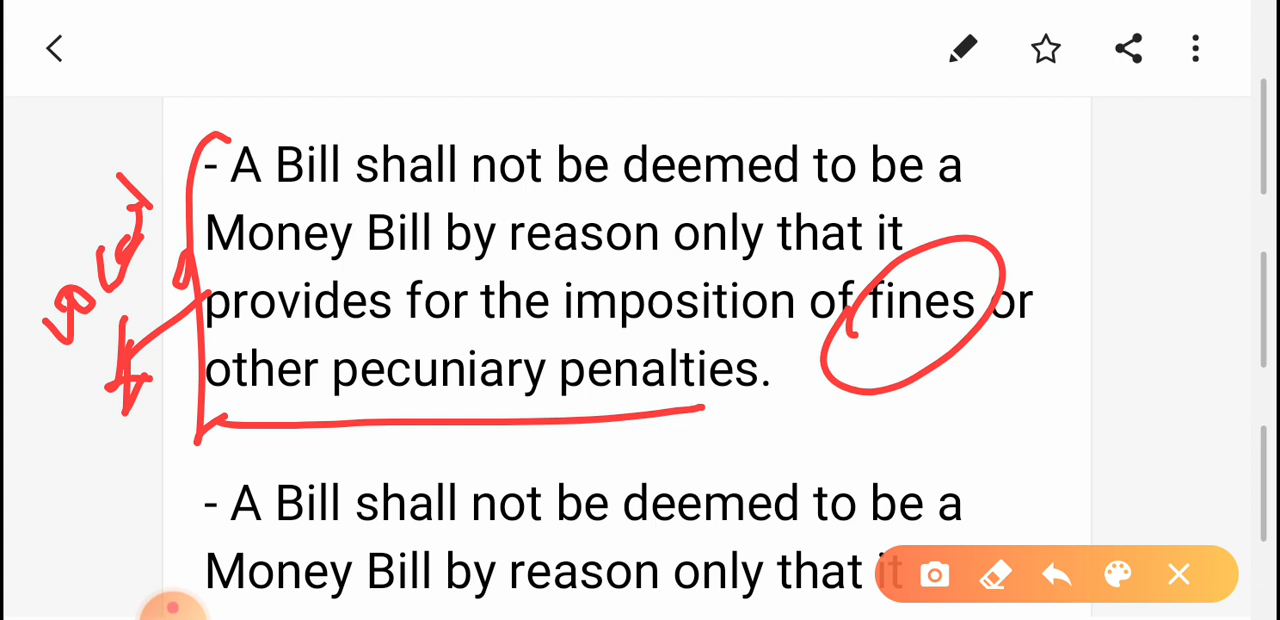 - A Bill shall not be deemed to be a
Money Bill by reason only that it
provides for the imposition of fines or
other pecuniary penalties.
- A Bill shall not be deemed to be a
Money Bill by reason only that it